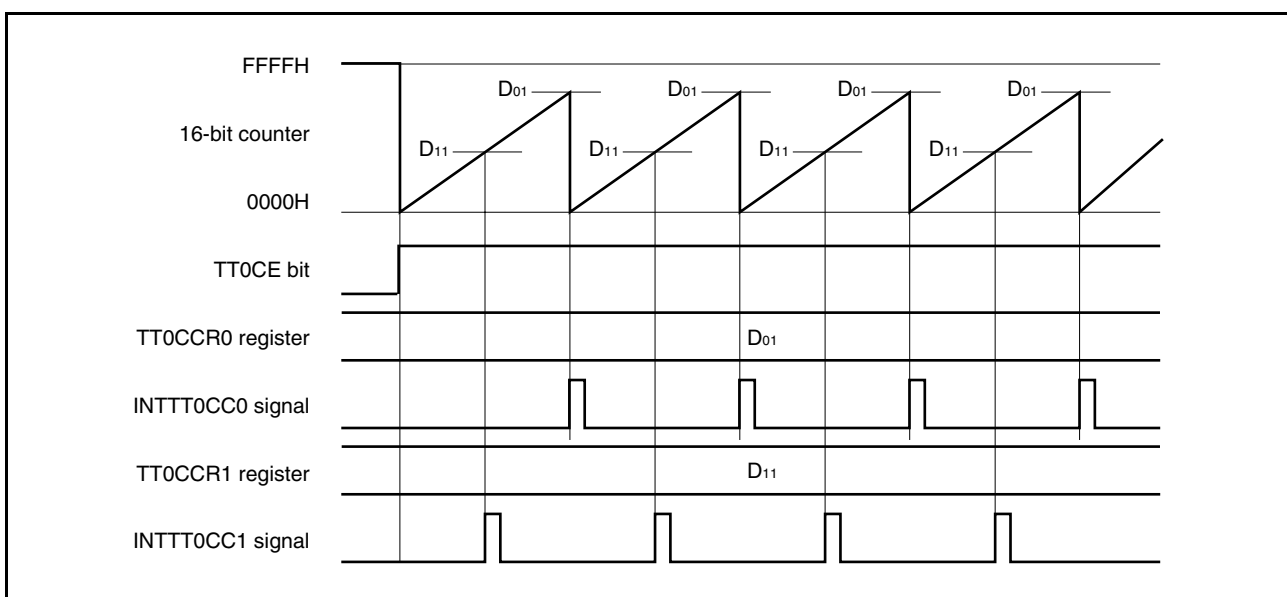 FFFFH
D01 D01 D01 D01
16-bit counter
D11 D11 D11 D11
0000H
TT0CE bit
TT0CCR0 register D01
INTTT0CC0 signal
TT0CCR1 register D11
INTTT0CC1 signal